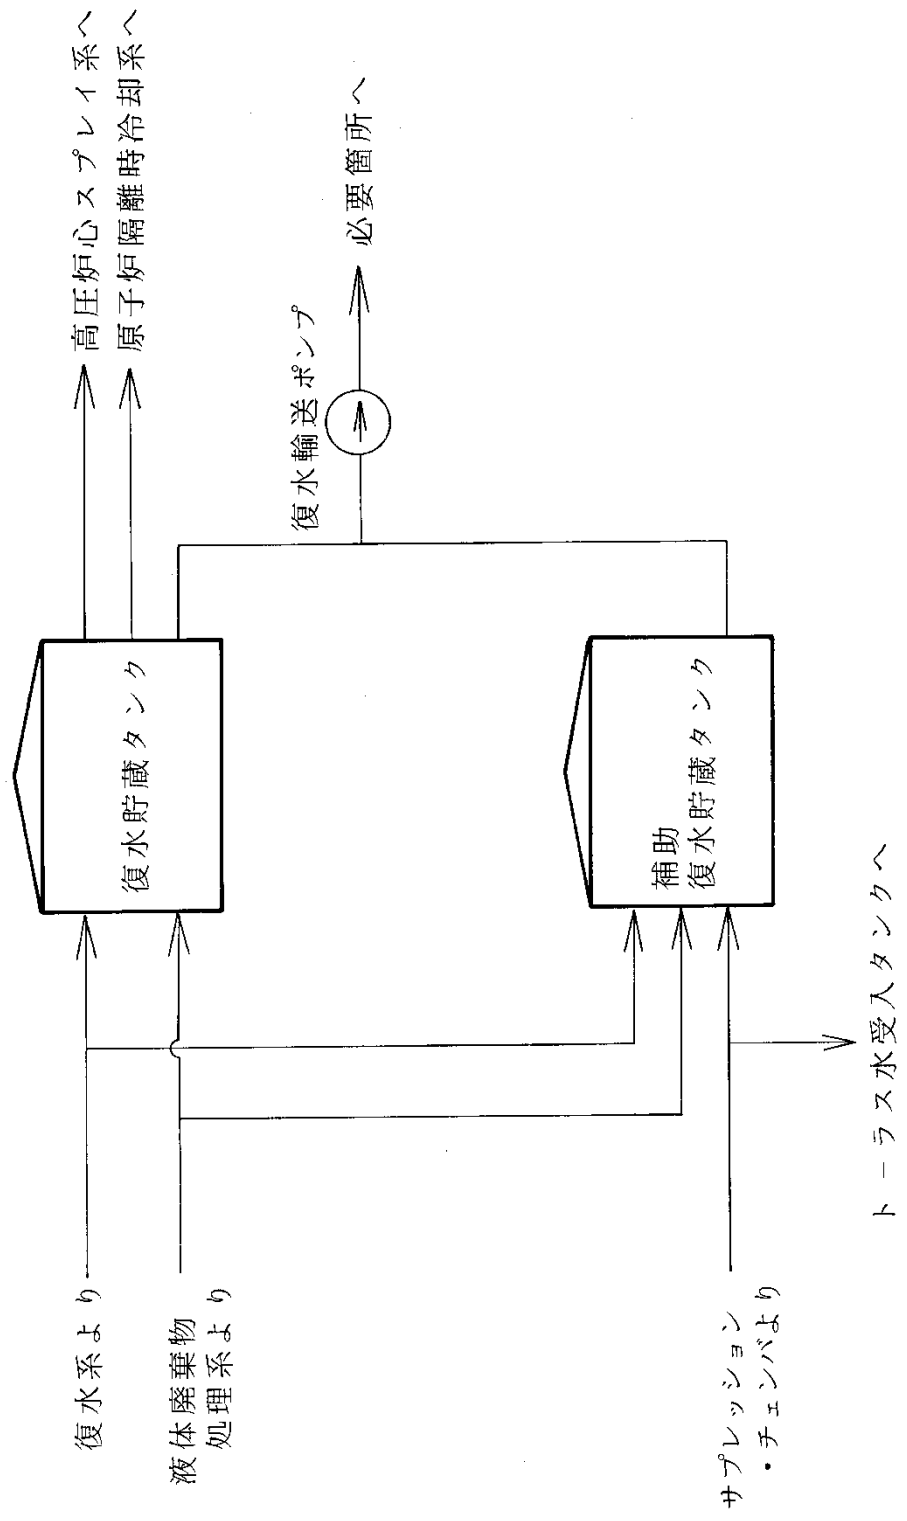 復水系より
液体廃棄物
処理系より
復水貯蔵タンク
高圧炉心スプレイ系へ
原子炉隔離時冷却系へ
復水輸送ポンプ
必要箇所へ
補助
復水貯蔵タンク
サプレッション
・チェンバより
トーラス水受入タンクへ